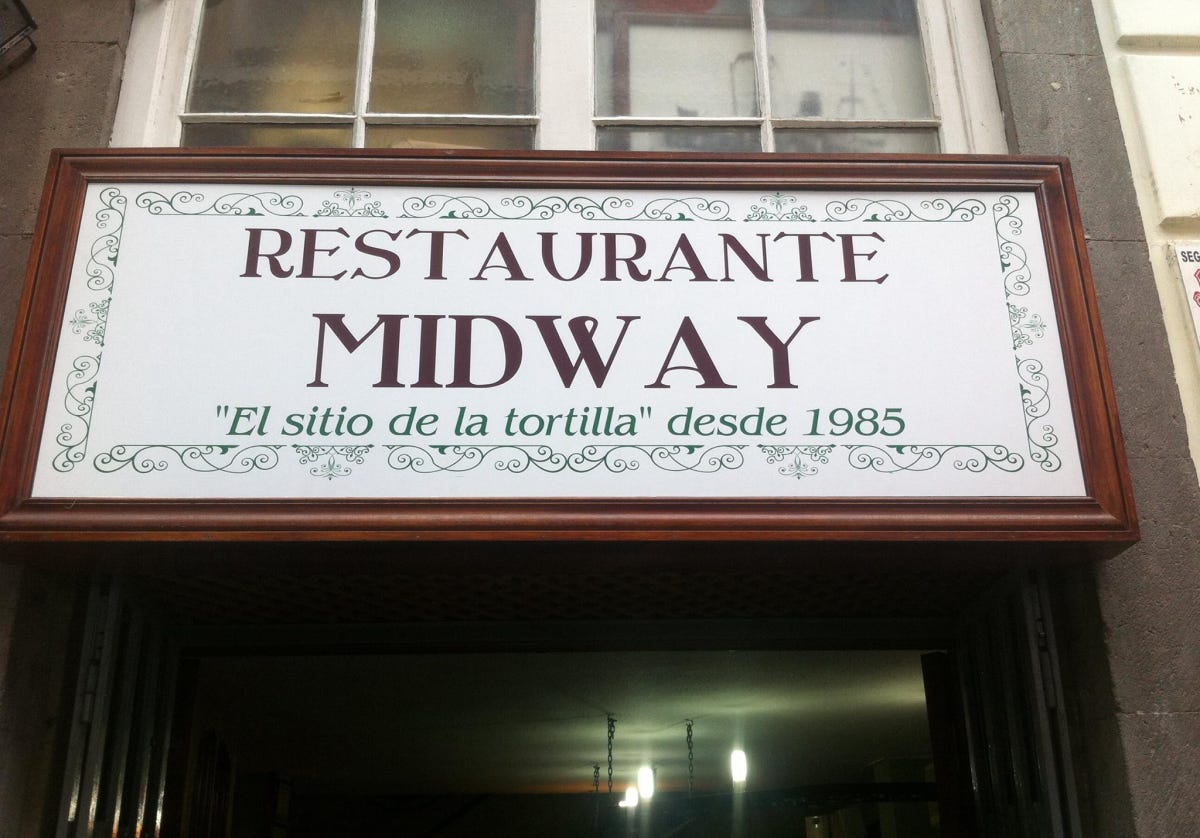 RESTAURANTE
MIDWAY
"El sitio de la tortilla" desde 1985